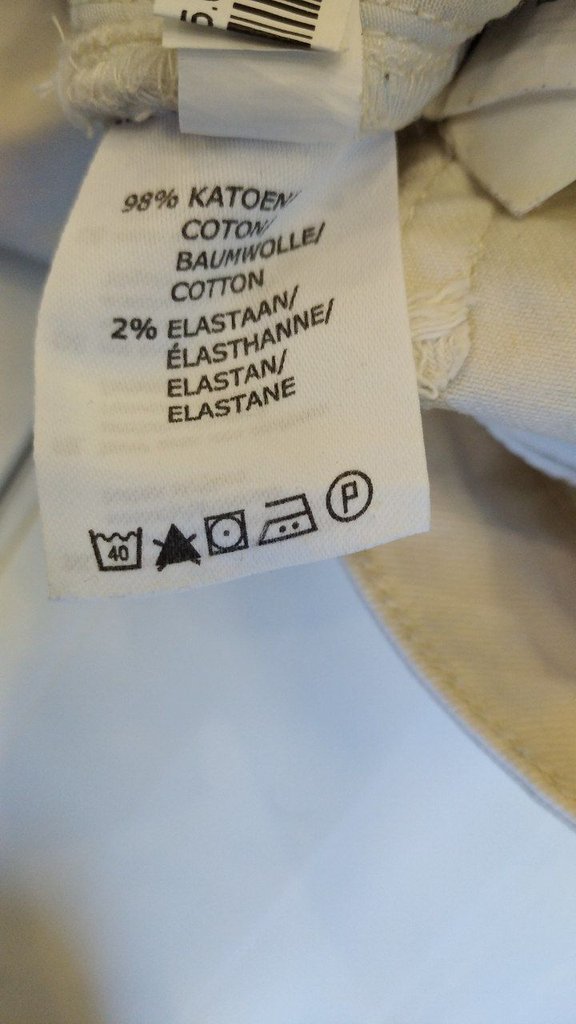 98% KATOEN/
COTON/
BAUMWOLLE/
COTTON
2% ELASTAAN/
ÉLASTHANNE/
ELASTAN/
ELASTANE
40
P